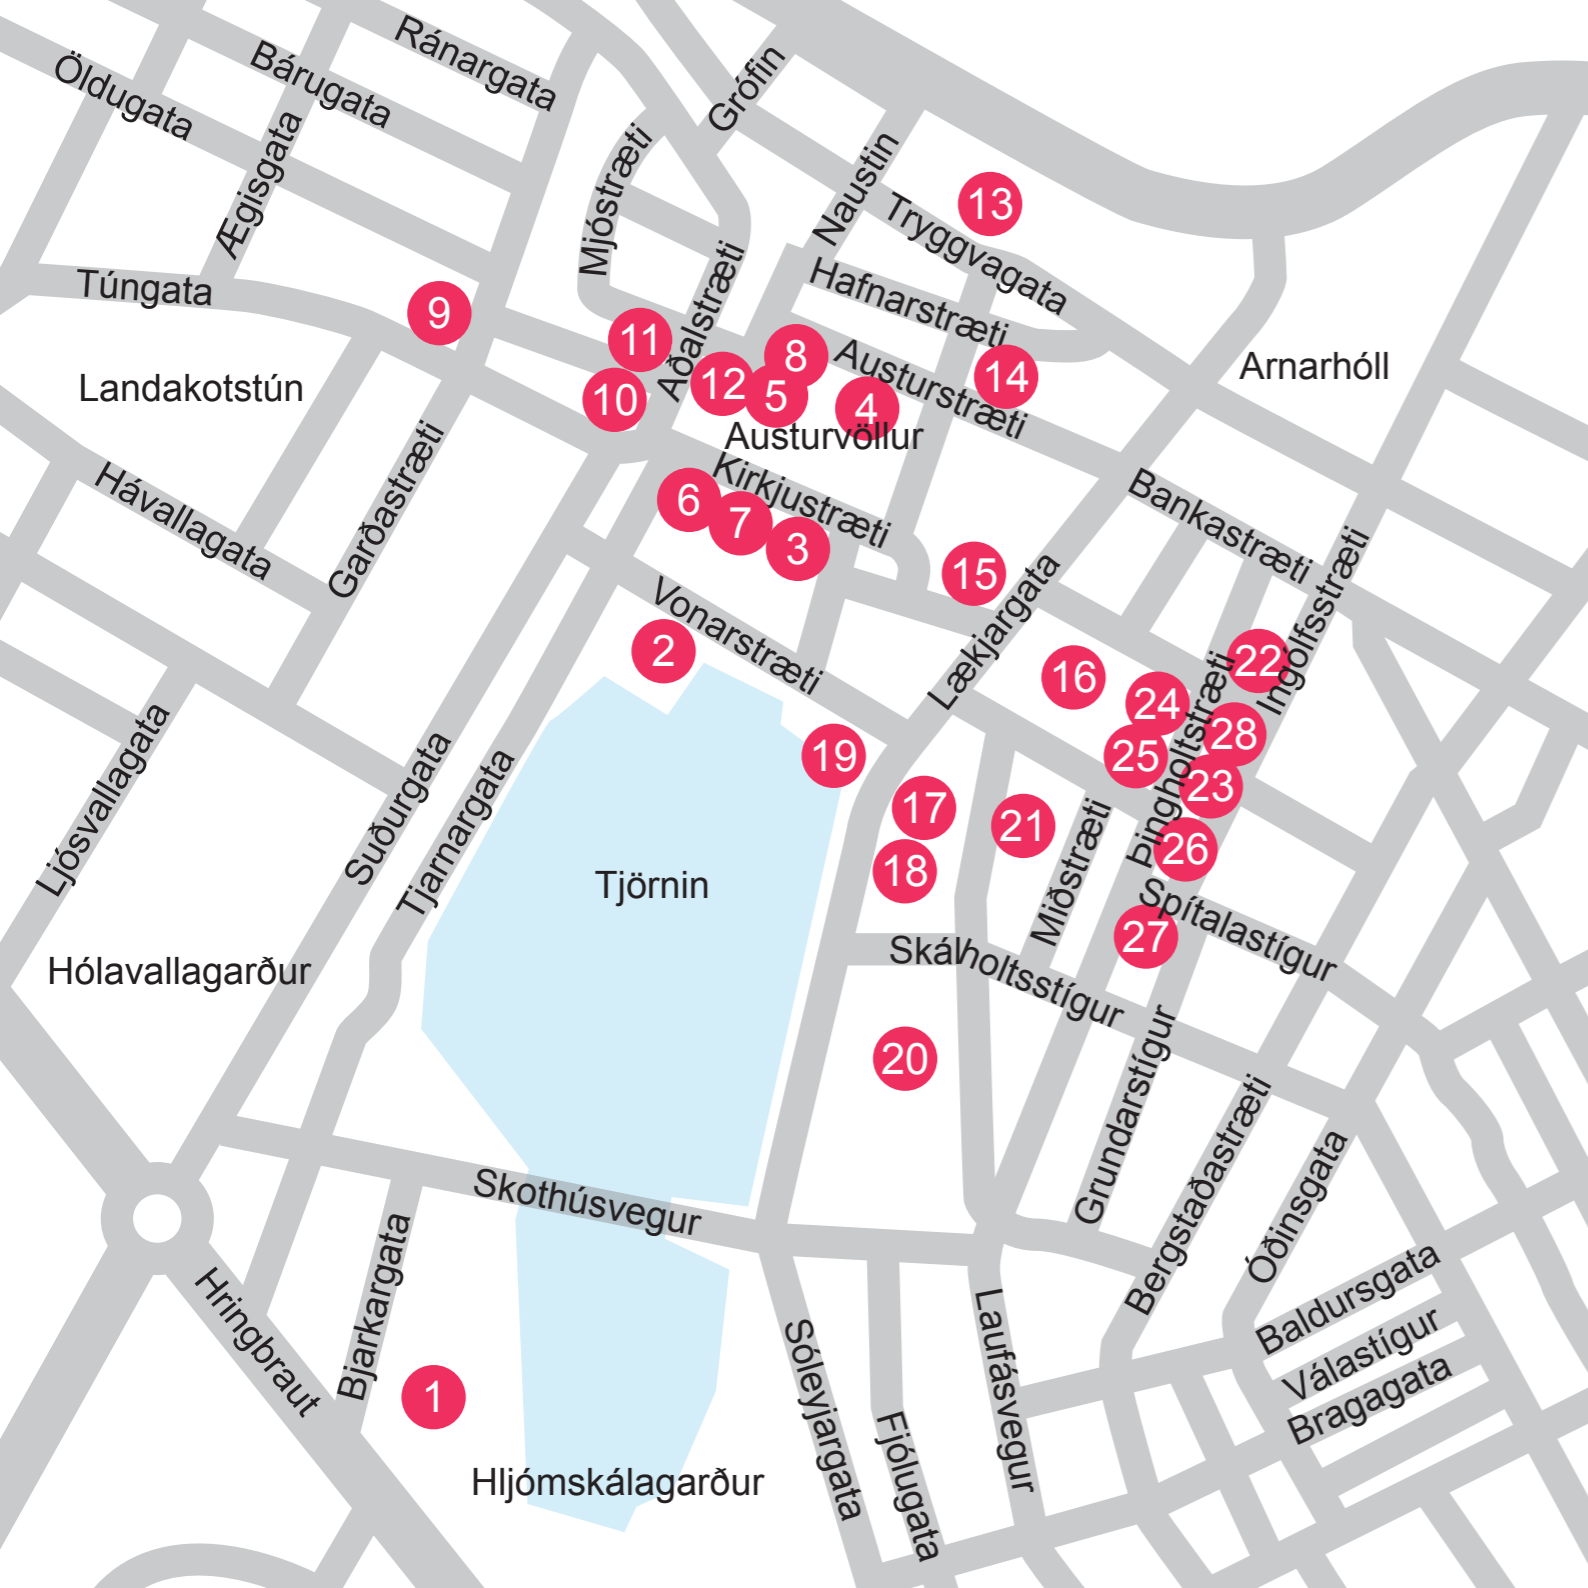 Ránargata
Bárugata
Öldugata
Grófin
Ægisgata
Mjóstræti
Naustin
13
Tryggvagata
Túngata
9
Hafnarstræti
Aðalstræti
11
8
Austurstræti
14
Arnarhóll
Landakotstún
10
12
5
4
Austurvöllur
Garðastræti
Kirkjustræti
Hávallagata
6
7
3
Bankastræti
15
Ingólfsstræti
Vonarstræti
2
Lækjargata
16
22
Þingholtsstræti
24
28
25
23
19
Ljósvallagata
Suðurgata
Tjarnargata
17
21
Miðstræti
26
18
Tjörnin
Spítalastígur
27
Hólavallagarður
Skálholtsstígur
20
Grundarstígur
Bergstaðastræti
Óðinsgata
Skothúsvegur
Bjarkargata
Hringbraut
Baldursgata
Válastígur
Bragagata
1
Sóleyjargata
Fjólugata
Laufásvegur
Hljómskálagarður